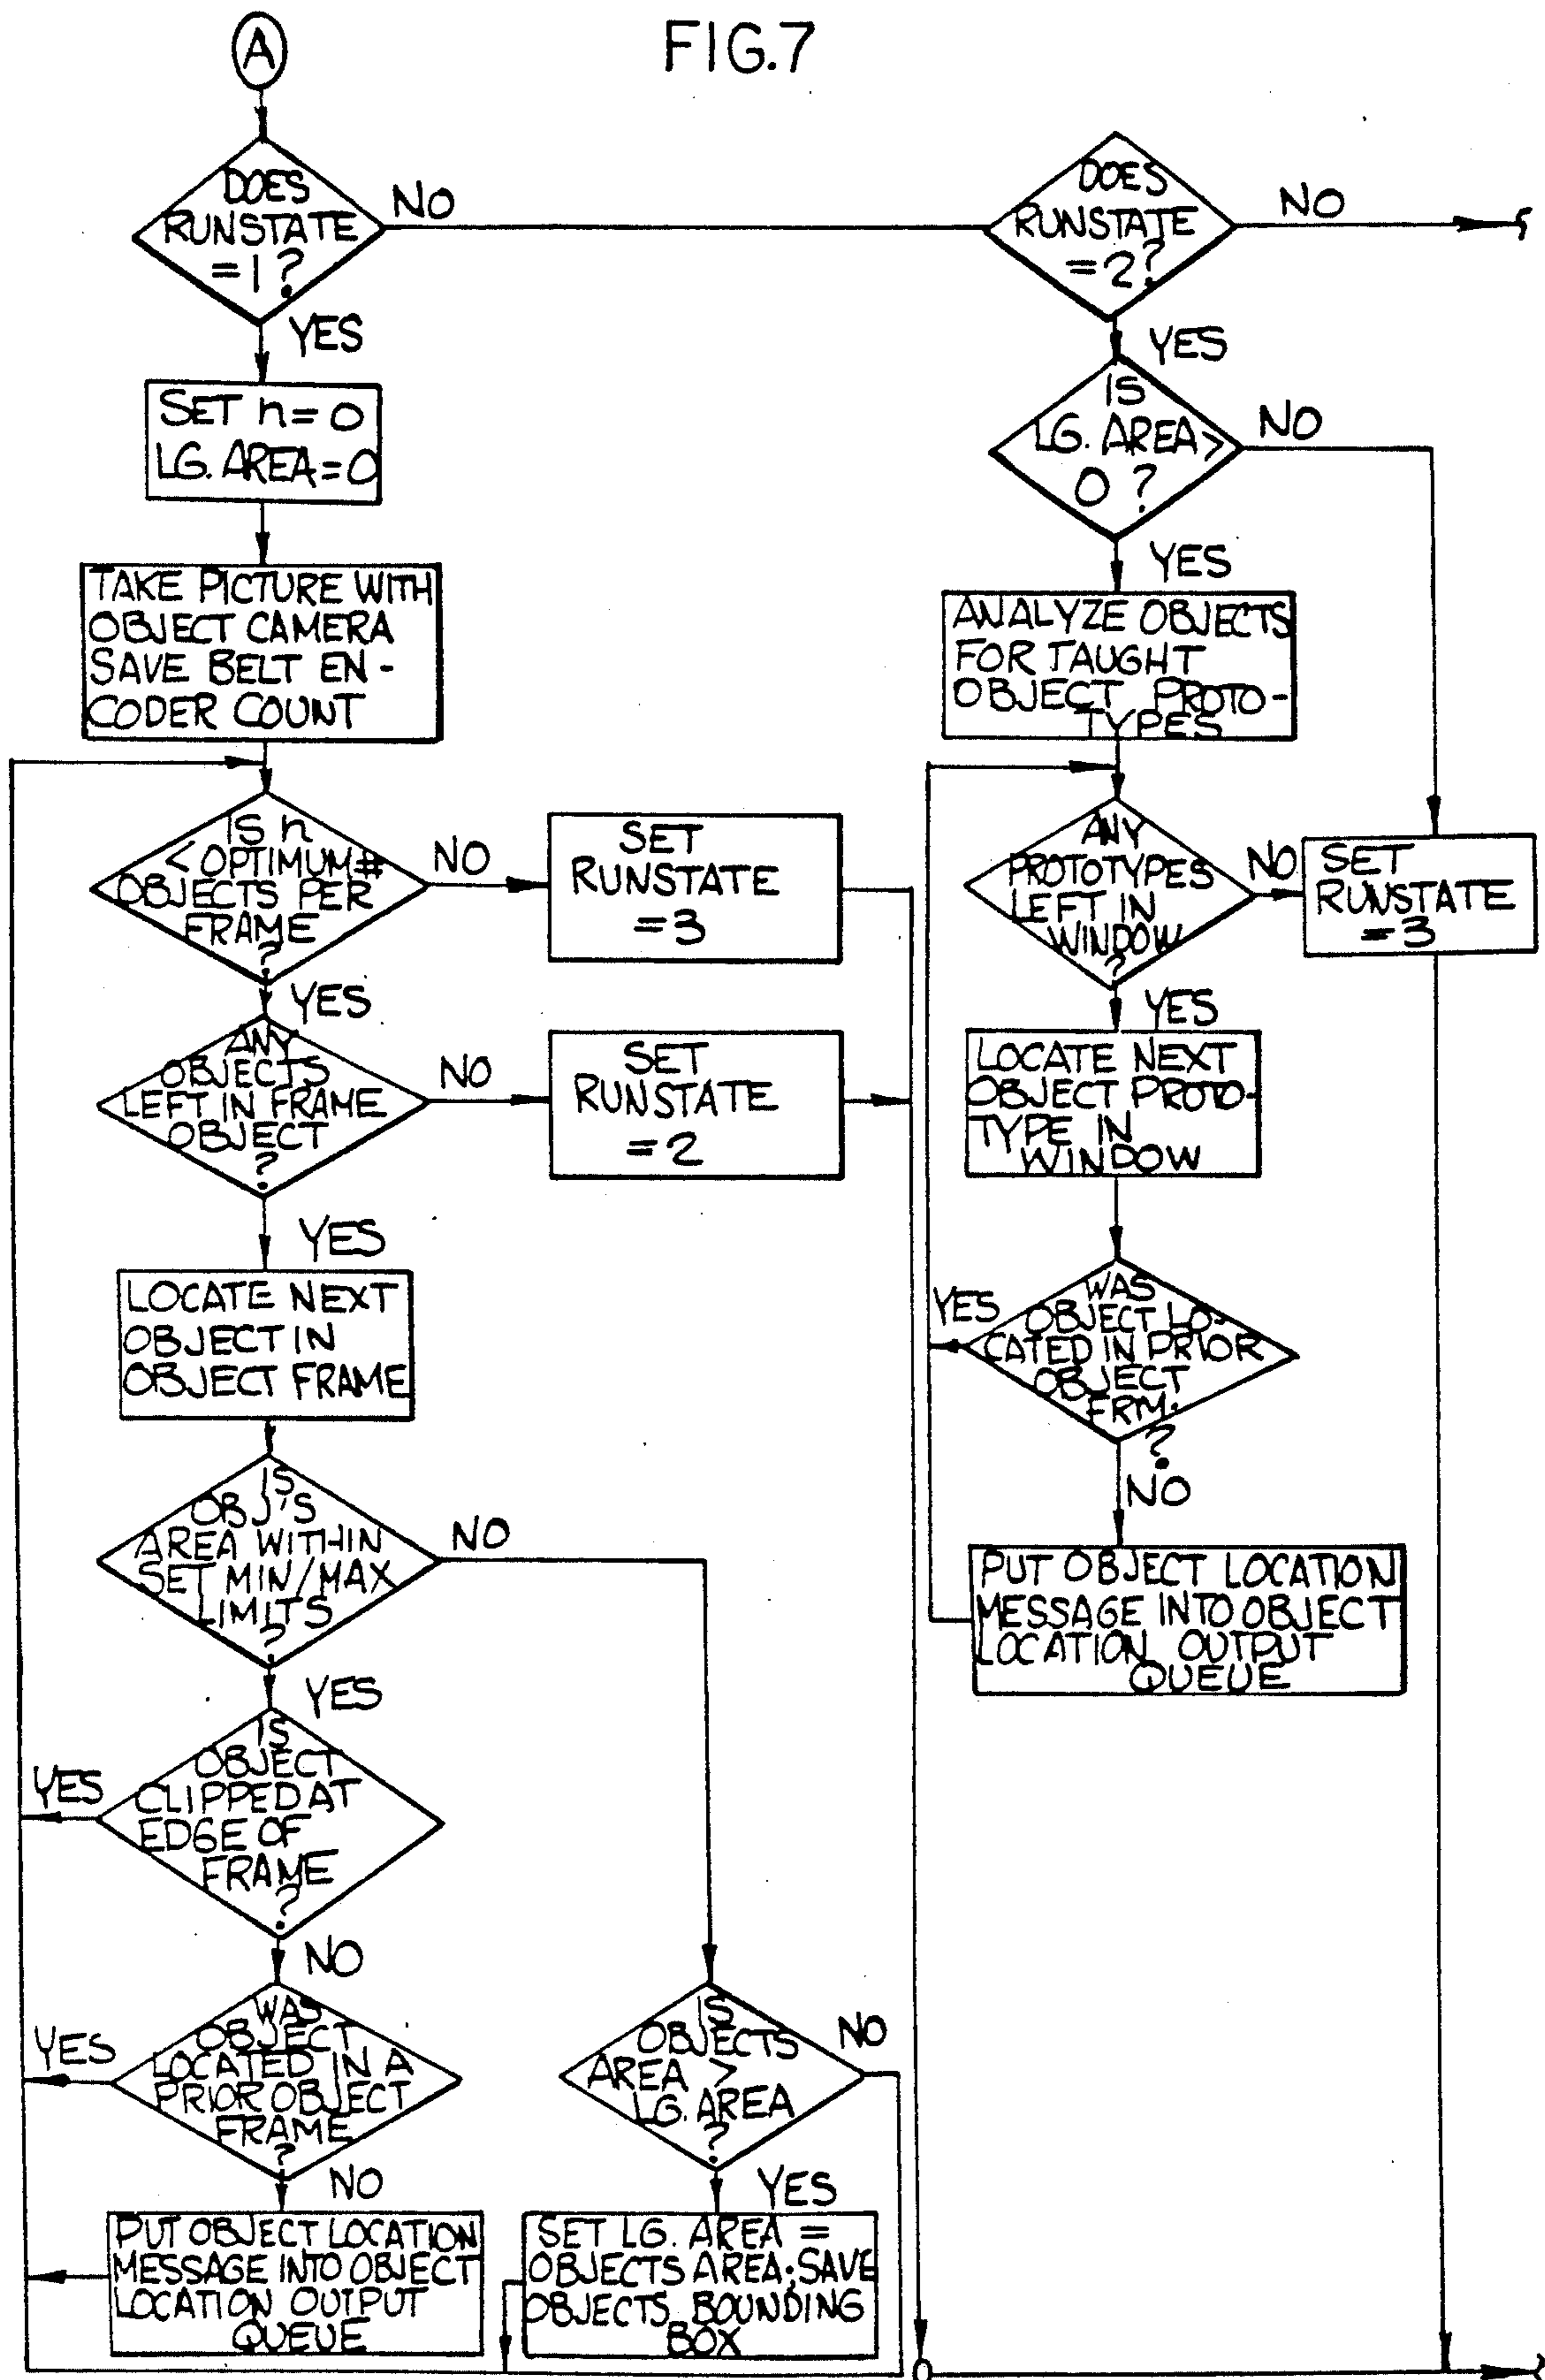 FIG.7
A
DOES
RUNSTATE
=1?
NO
YES
SET n=0
LG. AREA=0
TAKE PICTURE WITH
OBJECT CAMERA
SAVE BELT EN-
CODER COUNT
IS n
< OPTIMUM #
OBJECTS PER
FRAME
?
NO
SET
RUNSTATE
=3
YES
ANY
OBJECTS
LEFT IN FRAME
OBJECT
?
NO
SET
RUNSTATE
=2
YES
LOCATE NEXT
OBJECT IN
OBJECT FRAME
IS
OBJ'S
AREA WITHIN
SET MIN/MAX
LIMITS
?
NO
YES
IS
OBJECT
CLIPPED AT
EDGE OF
FRAME
?
YES
NO
WAS
OBJECT
LOCATED IN A
PRIOR OBJECT
FRAME
?
YES
NO
PUT OBJECT LOCATION
MESSAGE INTO OBJECT
LOCATION OUTPUT
QUEUE
IS
OBJECTS
AREA >
LG. AREA
?
NO
YES
SET LG. AREA =
OBJECTS AREA; SAVE
OBJECTS BOUNDING
BOX
DOES
RUNSTATE
=2?
NO
YES
IS
LG. AREA >
0 ?
NO
YES
ANALYZE OBJECTS
FOR TAUGHT
OBJECT PROTO-
TYPES
ANY
PROTOTYPES
LEFT IN
WINDOW
?
NO
SET
RUNSTATE
=3
YES
LOCATE NEXT
OBJECT PROTO-
TYPE IN
WINDOW
WAS
OBJECT LO-
CATED IN PRIOR
OBJECT
FRM.
?
YES
NO
PUT OBJECT LOCATION
MESSAGE INTO OBJECT
LOCATION OUTPUT
QUEUE